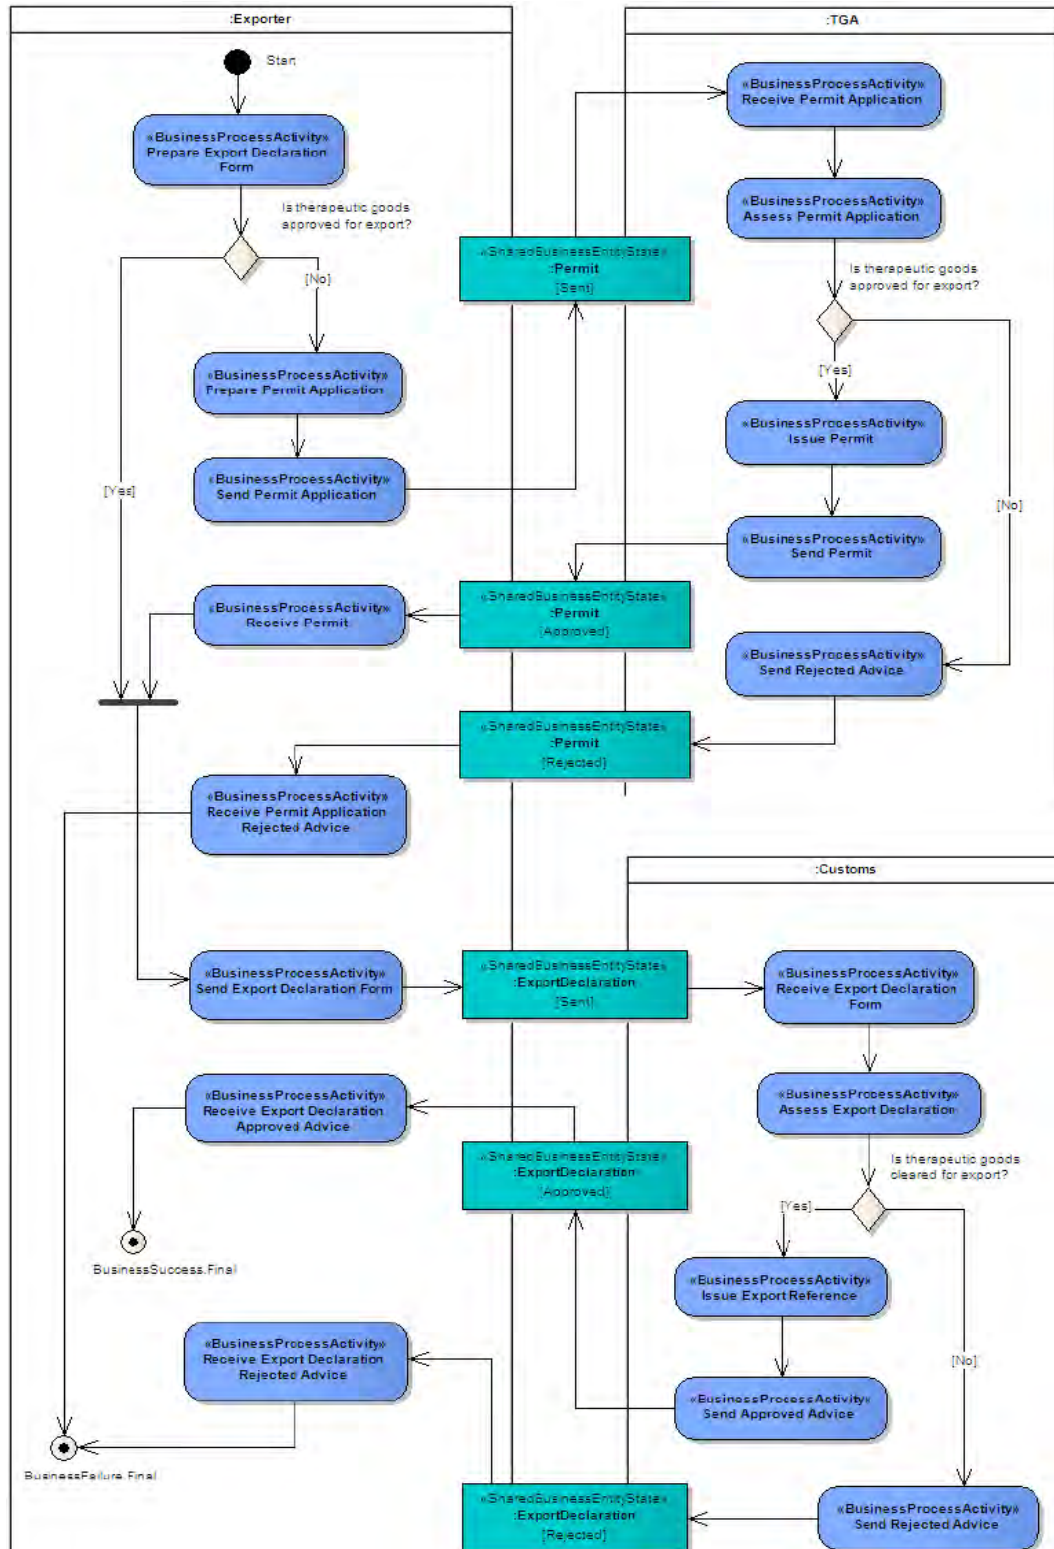 :Exporter
Start
«BusinessProcessActivity»
Prepare Export Declaration
Form
Is therapeutic goods
approved for export?
[No]
«BusinessProcessActivity»
Prepare Permit Application
[Yes]
«BusinessProcessActivity»
Send Permit Application
«BusinessProcessActivity»
Receive Permit
«BusinessProcessActivity»
Receive Permit Application
Rejected Advice
«BusinessProcessActivity»
Send Export Declaration Form
«BusinessProcessActivity»
Receive Export Declaration
Approved Advice
BusinessSuccess.Final
«BusinessProcessActivity»
Receive Export Declaration
Rejected Advice
BusinessFailure.Final
«SharedBusinessEntityState»
:Permit
[Sent]
«SharedBusinessEntityState»
:Permit
[Approved]
«SharedBusinessEntityState»
:Permit
[Rejected]
«SharedBusinessEntityState»
:ExportDeclaration
[Sent]
«SharedBusinessEntityState»
:ExportDeclaration
[Approved]
«SharedBusinessEntityState»
:ExportDeclaration
[Rejected]
:TGA
«BusinessProcessActivity»
Receive Permit Application
«BusinessProcessActivity»
Assess Permit Application
Is therapeutic goods
approved for export?
[Yes]
«BusinessProcessActivity»
Issue Permit
[No]
«BusinessProcessActivity»
Send Permit
«BusinessProcessActivity»
Send Rejected Advice
:Customs
«BusinessProcessActivity»
Receive Export Declaration
Form
«BusinessProcessActivity»
Assess Export Declaration
Is therapeutic goods
cleared for export?
[Yes]
«BusinessProcessActivity»
Issue Export Reference
[No]
«BusinessProcessActivity»
Send Approved Advice
«BusinessProcessActivity»
Send Rejected Advice